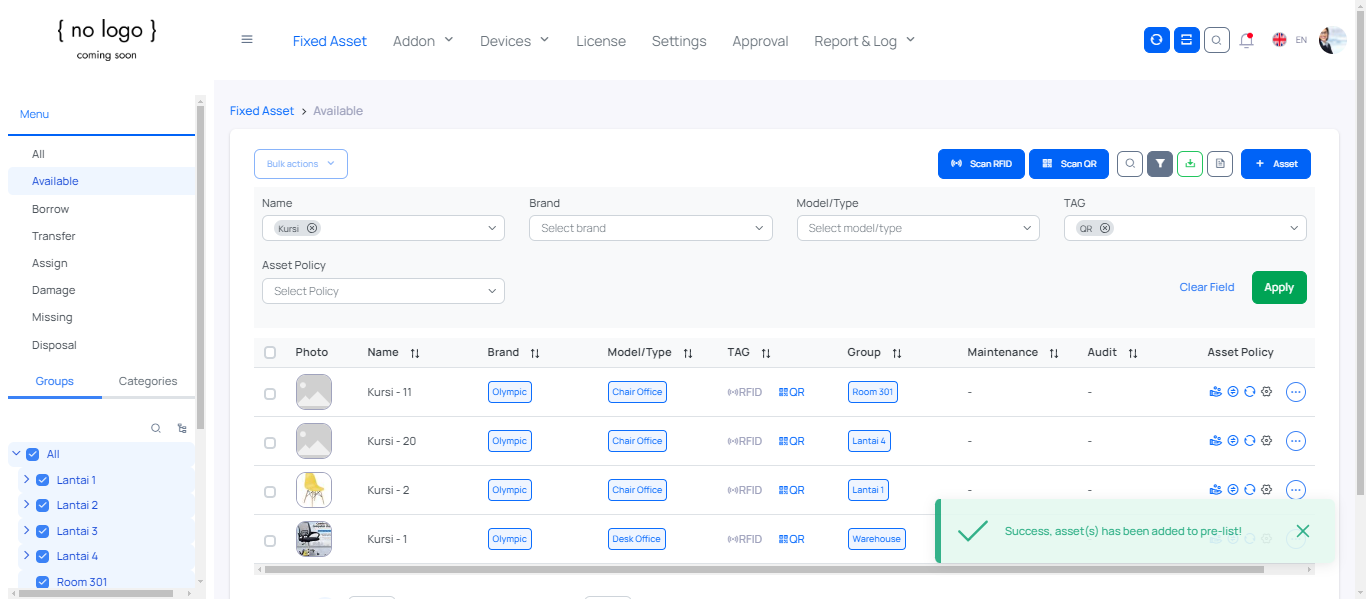 { no logo }
coming soon
Fixed Asset Addon Devices License Settings Approval Report & Log EN
Menu
All
Available
Borrow
Transfer
Assign
Damage
Missing
Disposal
Groups Categories
All
Lantai 1
Lantai 2
Lantai 3
Lantai 4
Room 301
Fixed Asset > Available
Bulk actions Scan RFID Scan QR + Asset
Name Brand Model/Type TAG
Kursi Select brand Select model/type QR
Asset Policy
Select Policy Clear Field Apply
Photo Name Brand Model/Type TAG Group Maintenance Audit Asset Policy
Kursi - 11 Olympic Chair Office RFID QR Room 301 - -
Kursi - 20 Olympic Chair Office RFID QR Lantai 4 - -
Kursi - 2 Olympic Chair Office RFID QR Lantai 1 - -
Kursi - 1 Olympic Desk Office RFID QR Warehouse
Success, asset(s) has been added to pre-list!